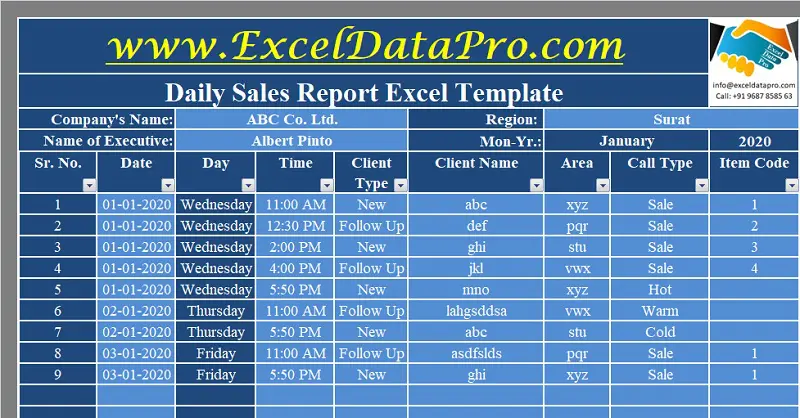 www.ExcelDataPro.com
Excel
Data
Pro
info@exceldatapro.com
Call: +91 9687 8585 63
Daily Sales Report Excel Template
Company's Name: ABC Co. Ltd. Region: Surat
Name of Executive: Albert Pinto Mon-Yr.: January 2020
Sr. No. Date Day Time Client Type Client Name Area Call Type Item Code
1 01-01-2020 Wednesday 11:00 AM New abc xyz Sale 1
2 01-01-2020 Wednesday 12:30 PM Follow Up def pqr Sale 2
3 01-01-2020 Wednesday 2:00 PM New ghi stu Sale 3
4 01-01-2020 Wednesday 4:00 PM Follow Up jkl vwx Sale 4
5 01-01-2020 Wednesday 5:50 PM New mno xyz Hot
6 02-01-2020 Thursday 11:00 AM Follow Up lahgsddsa vwx Warm
7 02-01-2020 Thursday 5:50 PM New abc stu Cold
8 03-01-2020 Friday 11:00 AM Follow Up asdfslds pqr Sale 1
9 03-01-2020 Friday 5:50 PM New ghi xyz Sale 1